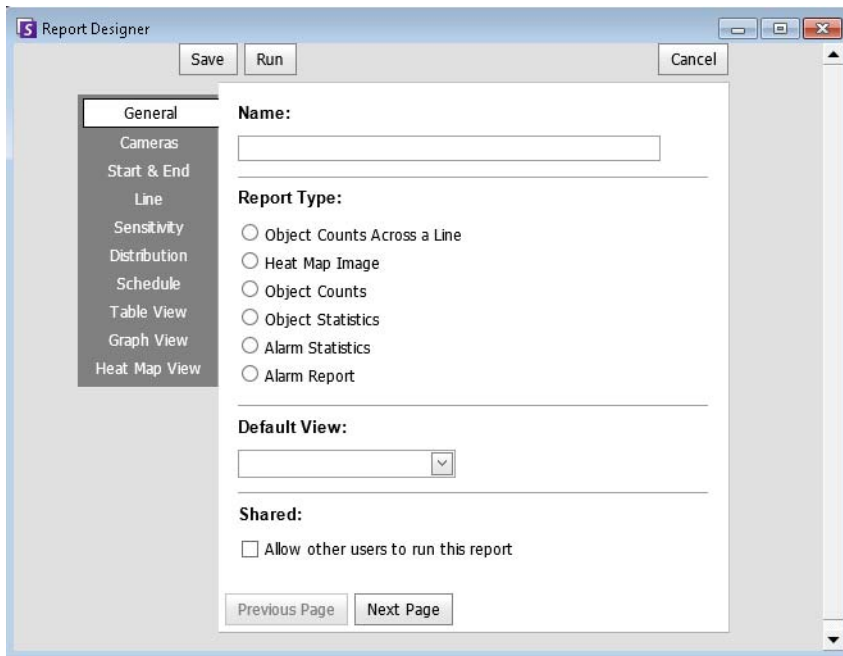 Report Designer
Save
Run
Cancel
General
Cameras
Start & End
Line
Sensitivity
Distribution
Schedule
Table View
Graph View
Heat Map View
Name:
Report Type:
Object Counts Across a Line
Heat Map Image
Object Counts
Object Statistics
Alarm Statistics
Alarm Report
Default View:
Shared:
Allow other users to run this report
Previous Page
Next Page